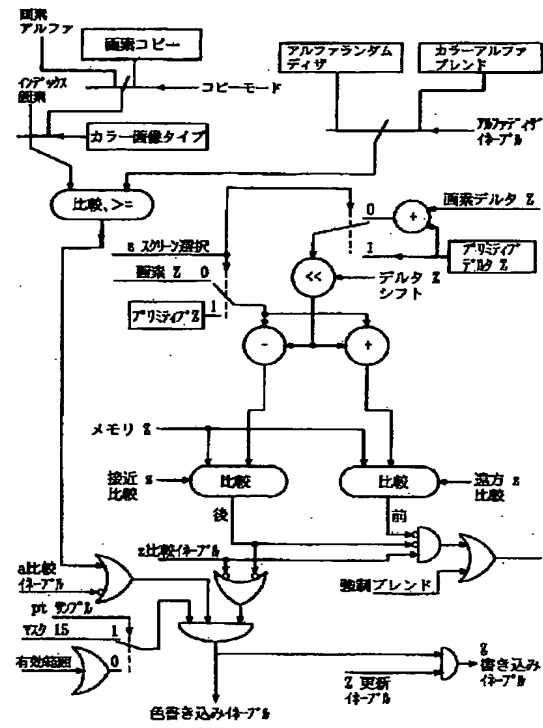 画素
アルファ
画素コピー
インデックス
画素
コピーモード
カラー画像タイプ
アルファランダム
ディザ
カラーアルファ
ブレンド
アルファディザ
イネーブル
比較、>=
画素デルタ Z
+
0
1
プリミティブ
デルタ Z
z スクリーン選択
画素 Z 0
<<
デルタ Z
シフト
プリミティブZ 1
-
+
メモリ Z
接近 z
比較
比較
比較
遠方 z
比較
後
前
z比較イネーブル
a比較
イネーブル
強制ブレンド
pt サンプル
マスク 15 1
有効範囲 0
Z
書き込み
イネーブル
Z 更新
イネーブル
色書き込みイネーブル